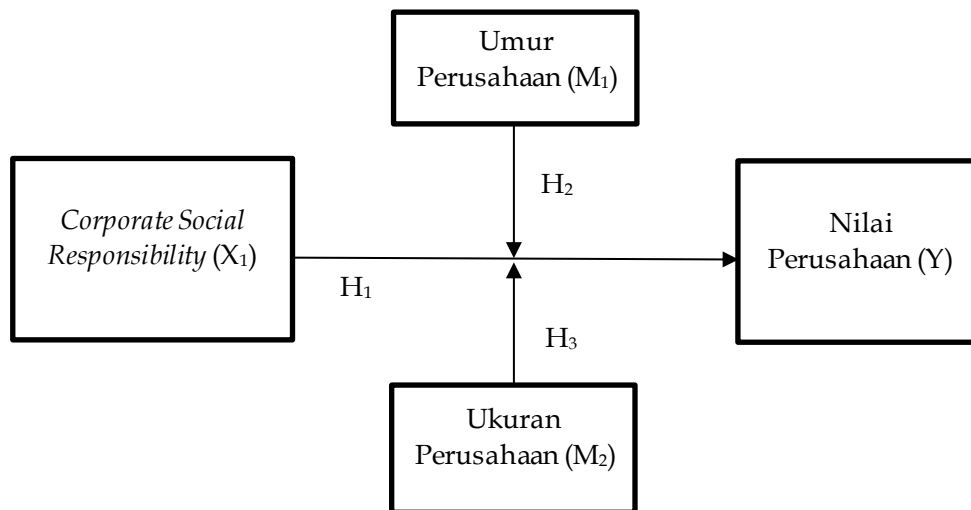 Umur
Perusahaan (M₁)
H₂
Corporate Social
Responsibility (X₁)
Nilai
Perusahaan (Y)
H₁
H₃
Ukuran
Perusahaan (M₂)